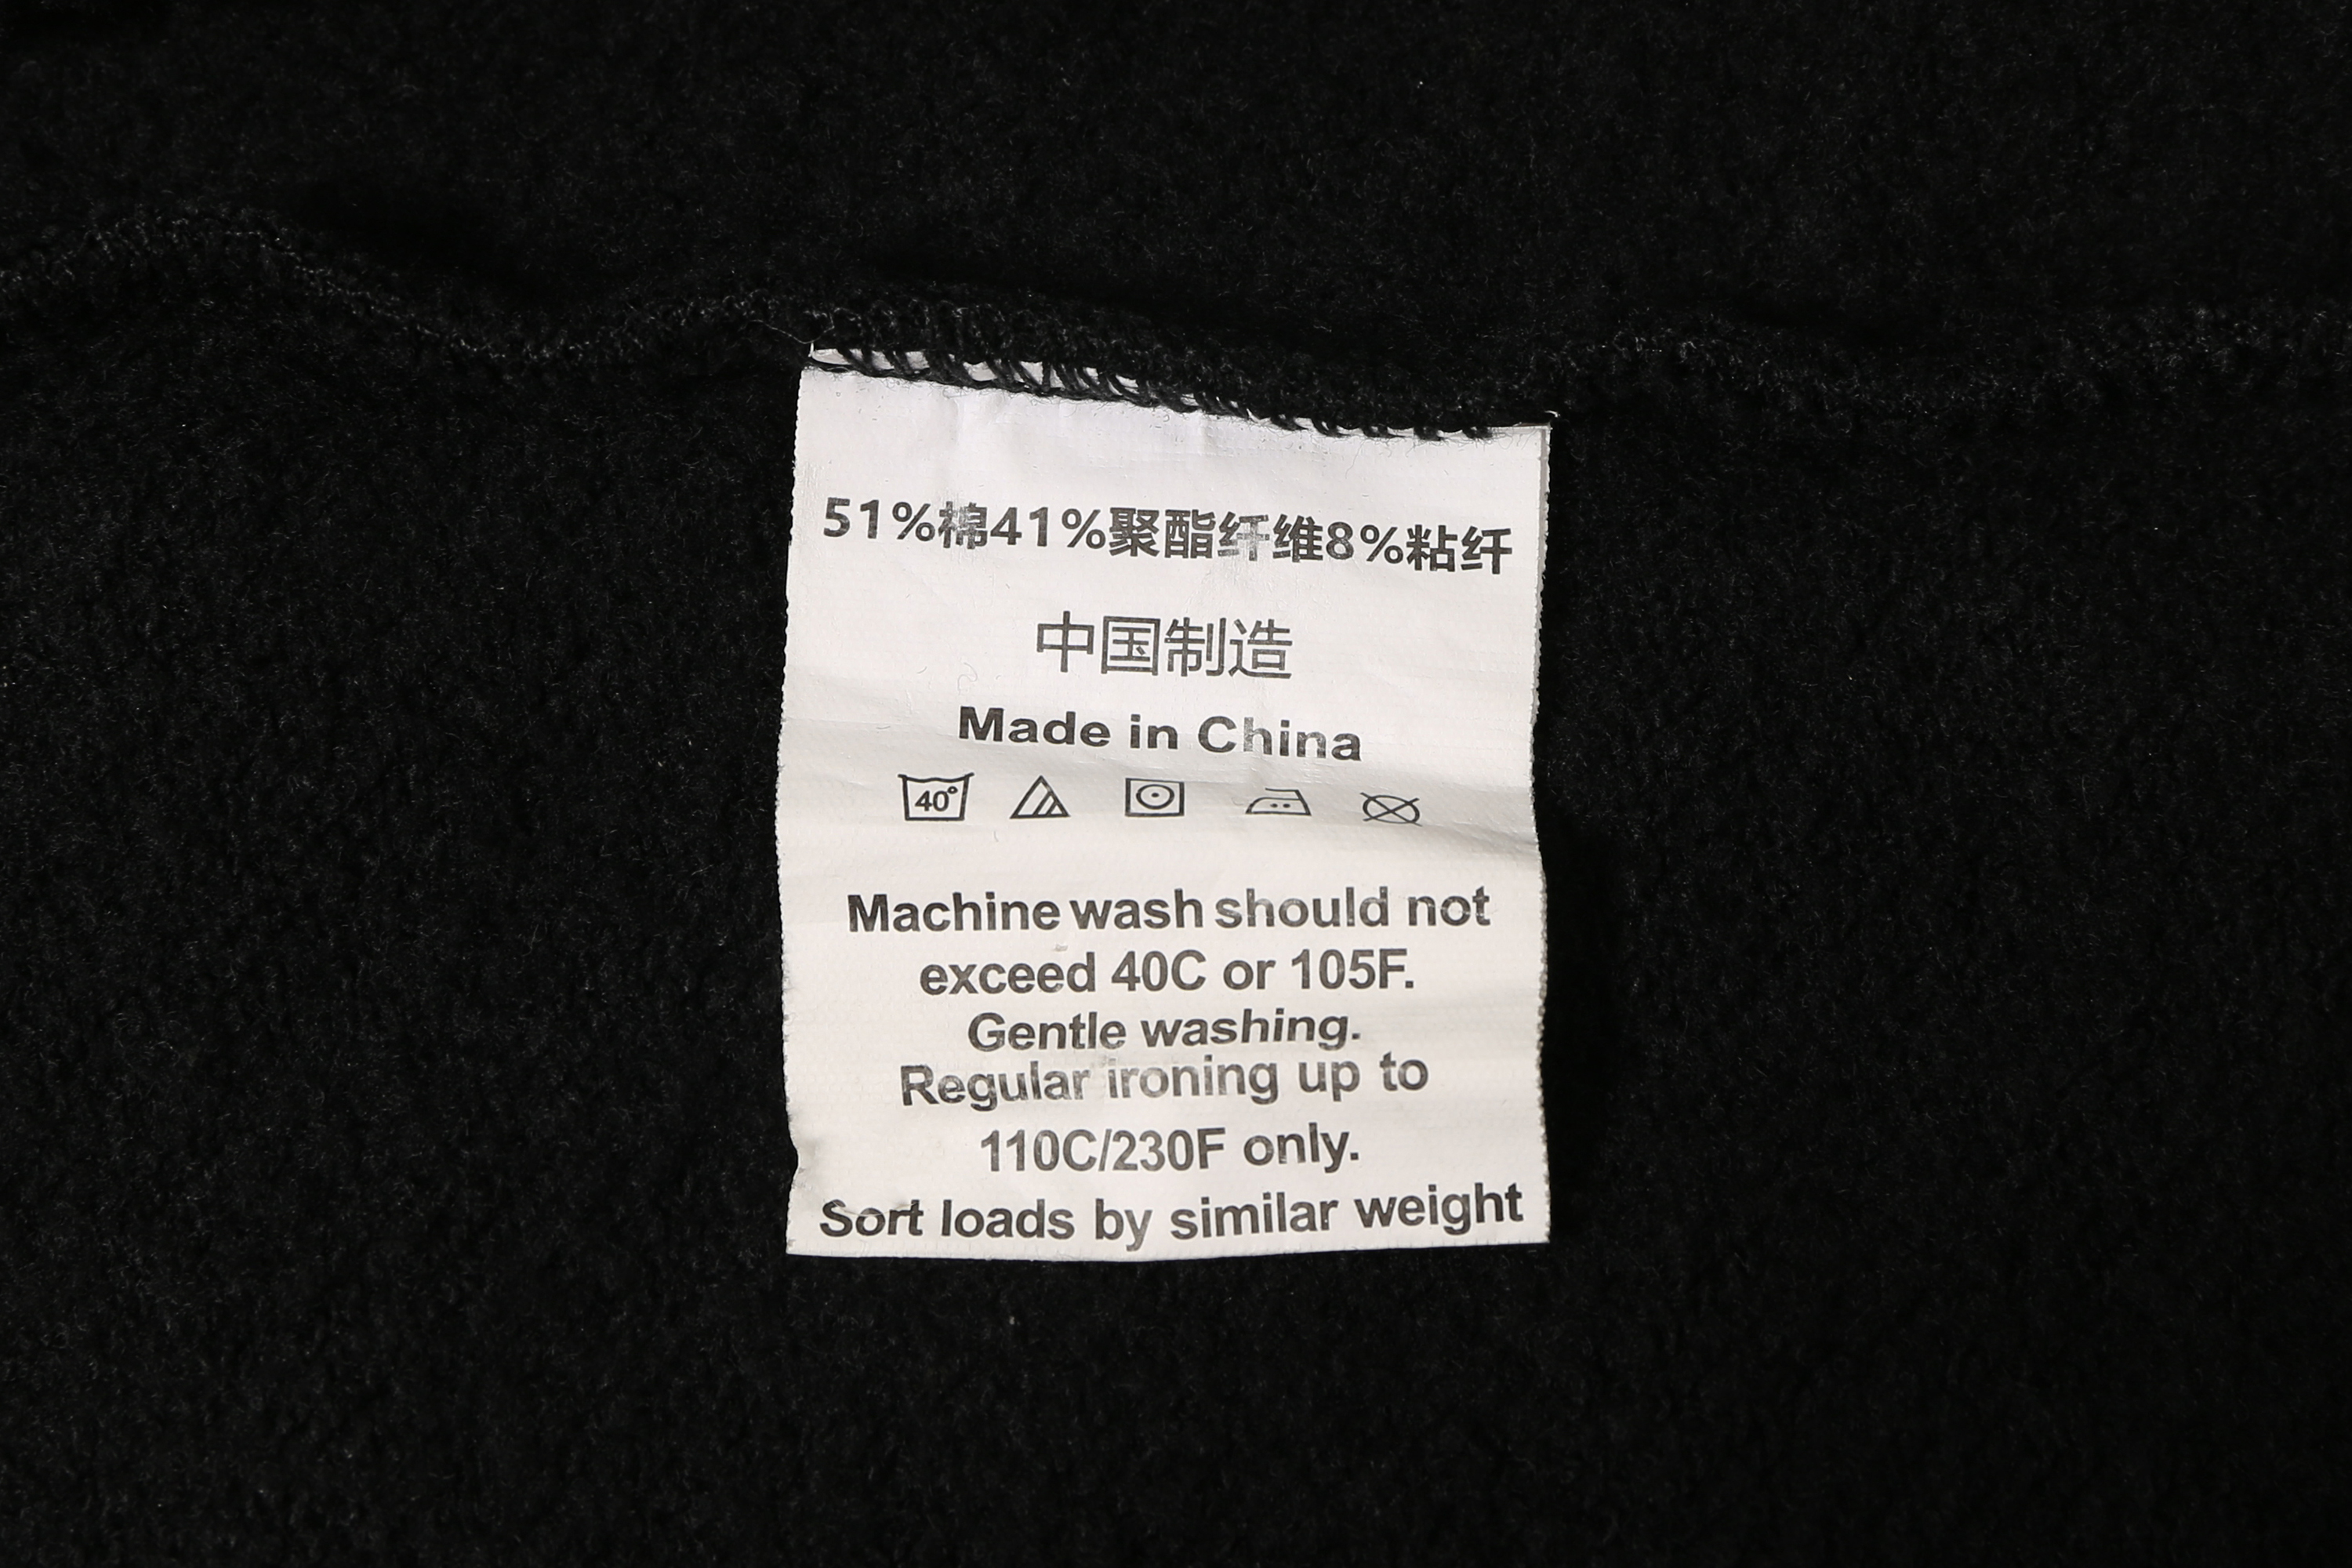 51%棉41%聚酯纤维8%粘纤
中国制造
Made in China
40°
Machine wash should not
exceed 40C or 105F.
Gentle washing.
Regular ironing up to
110C/230F only.
Sort loads by similar weight